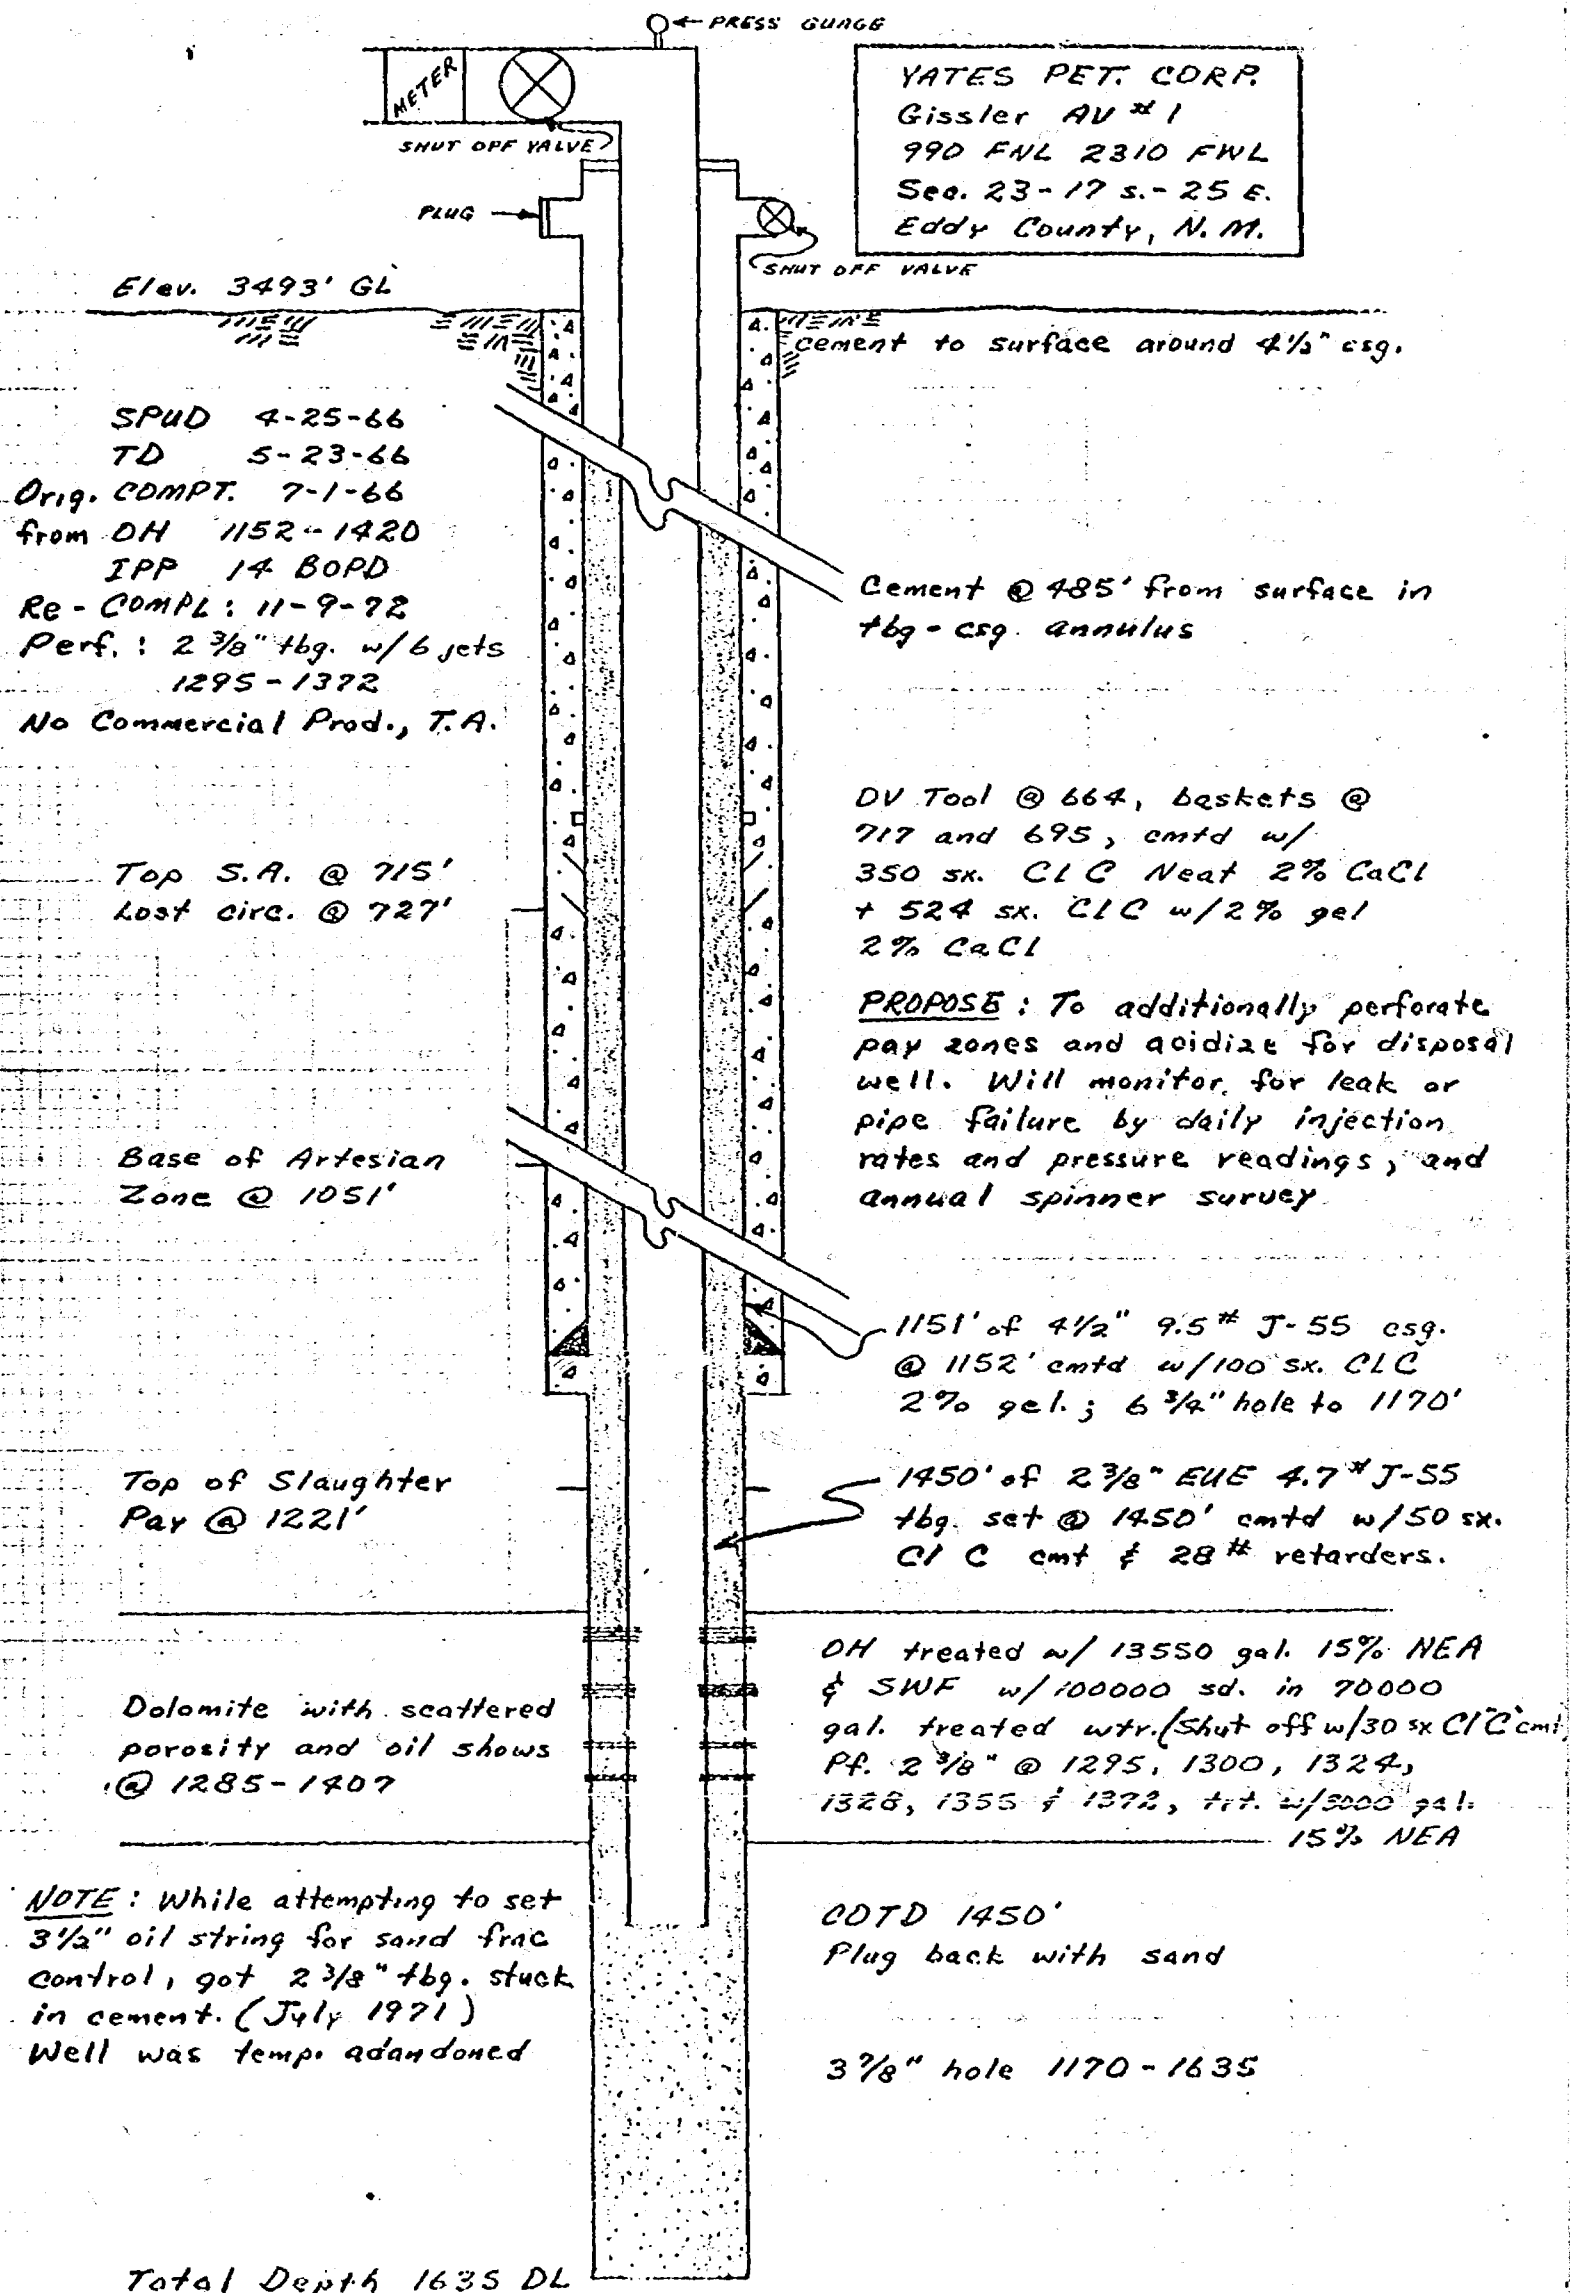 PRESS GUAGE
METER
SHUT OFF VALVE
PLUG
SHUT OFF VALVE
YATES PET. CORP.
Gissler AV #1
990 FNL 2310 FWL
Sec. 23-17 s.-25 E.
Eddy County, N.M.
Elev. 3493' GL
cement to surface around 4½" csg.
SPUD 4-25-66
TD 5-23-66
Orig. COMPT. 7-1-66
from OH 1152-1420
IPP 14 BOPD
Re-COMPL: 11-9-72
Perf.: 2 3/8" tbg. w/6 jets
1295-1372
No Commercial Prod., T.A.
Cement @ 485' from surface in
tbg-csg. annulus
DV Tool @ 664, baskets @
717 and 695, cmtd w/
350 sx. Cl C Neat 2% CaCl
+ 524 sx. Cl C w/2% gel
2% CaCl
Top S.A. @ 715'
Lost circ. @ 727'
PROPOSE: To additionally perforate
pay zones and acidize for disposal
well. Will monitor for leak or
pipe failure by daily injection
rates and pressure readings, and
annual spinner survey
Base of Artesian
Zone @ 1051'
1151' of 4½" 9.5# J-55 csg.
@ 1152' cmtd w/100 sx. Cl C
2% gel.; 6 3/4" hole to 1170'
Top of Slaughter
Pay @ 1221'
1450' of 2 3/8" EUE 4.7# J-55
tbg. set @ 1450' cmtd w/50 sx.
Cl C cmt & 28# retarders.
OH treated w/ 13550 gal. 15% NEA
& SWF w/100000 sd. in 70000
gal. treated wtr. (Shut off w/30 sx Cl "C" cmt
Pf. 2 3/8" @ 1295, 1300, 1324,
1328, 1355 & 1372, trt. w/3000 gal.
15% NEA
Dolomite with scattered
porosity and oil shows
@ 1285-1407
NOTE: While attempting to set
3½" oil string for sand frac
control, got 2 3/8" tbg. stuck
in cement. (July 1971)
Well was temp. adandoned
COTD 1450'
Plug back with sand
3 7/8" hole 1170-1635
Total Depth 1635 DL